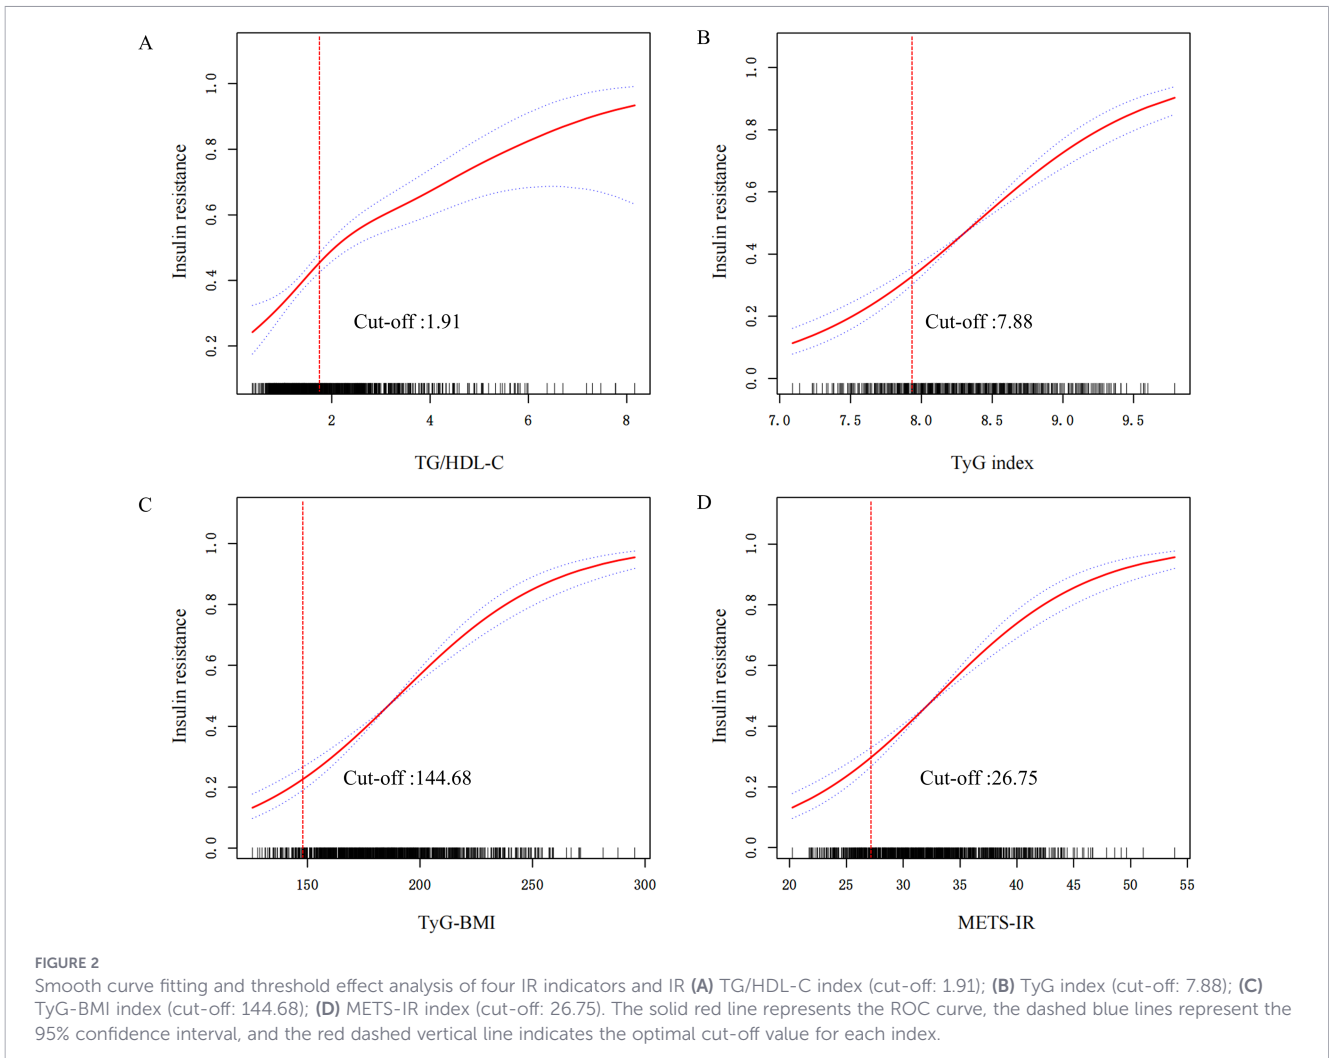 A
Insulin resistance
0.2 0.4 0.6 0.8 1.0
Cut-off :1.91
2 4 6 8
TG/HDL-C
B
Insulin resistance
0.0 0.2 0.4 0.6 0.8 1.0
Cut-off :7.88
7.0 7.5 8.0 8.5 9.0 9.5
TyG index
C
Insulin resistance
0.0 0.2 0.4 0.6 0.8 1.0
Cut-off :144.68
150 200 250 300
TyG-BMI
D
Insulin resistance
0.0 0.2 0.4 0.6 0.8 1.0
Cut-off :26.75
20 25 30 35 40 45 50 55
METS-IR
FIGURE 2
Smooth curve fitting and threshold effect analysis of four IR indicators and IR (A) TG/HDL-C index (cut-off: 1.91); (B) TyG index (cut-off: 7.88); (C)
TyG-BMI index (cut-off: 144.68); (D) METS-IR index (cut-off: 26.75). The solid red line represents the ROC curve, the dashed blue lines represent the
95% confidence interval, and the red dashed vertical line indicates the optimal cut-off value for each index.